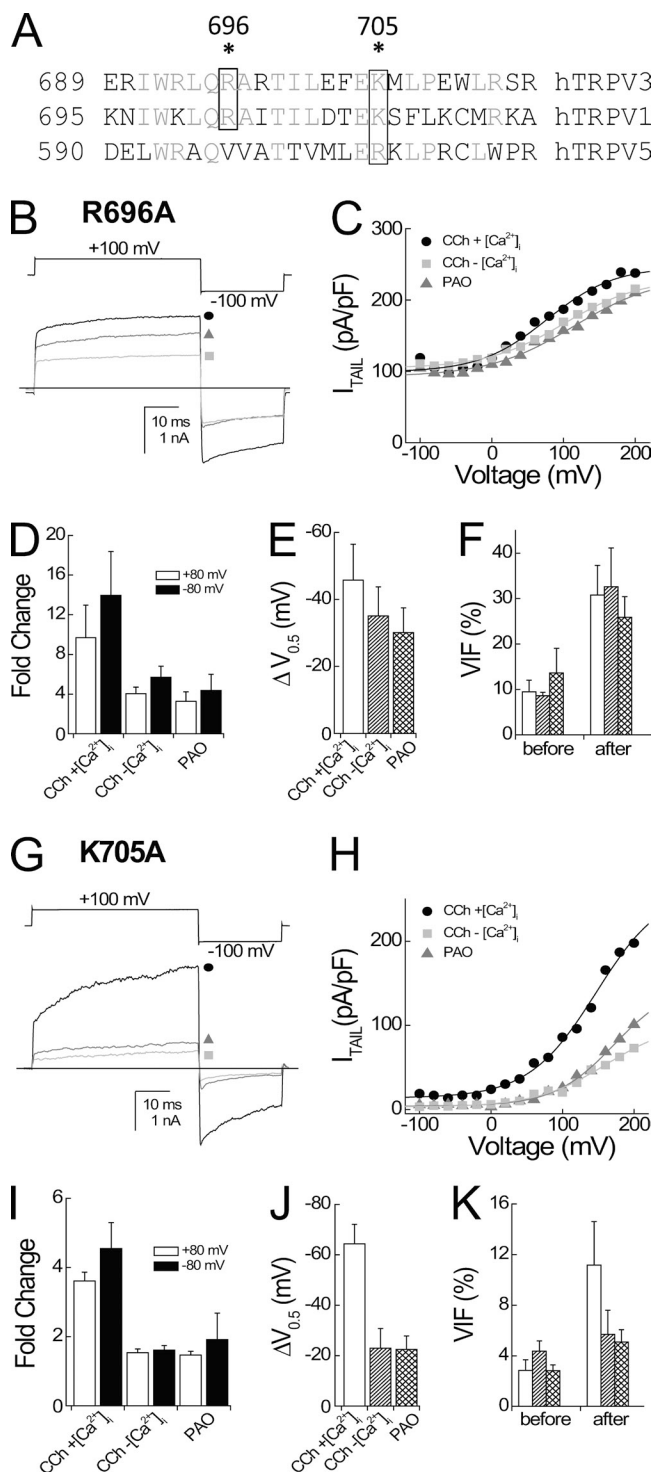 A
696
705
*
*
689 ERIWRLQRARTILEFEKMLPEWLRSR hTRPV3
695 KNIWKLQRAITILDTEKSFLKCMRKA hTRPV1
590 DELWRAQVVATTVMLERKLPRCLWPR hTRPV5
B
R696A
+100 mV
-100 mV
10 ms
1 nA
C
CCh + [Ca²⁺]ᵢ
CCh - [Ca²⁺]ᵢ
PAO
I_TAIL (pA/pF)
300
200
100
0
-100
0
100
200
Voltage (mV)
D
Fold Change
20
16
12
8
4
0
+80 mV
-80 mV
CCh +[Ca²⁺]ᵢ
CCh -[Ca²⁺]ᵢ
PAO
E
Δ V₀.₅ (mV)
-60
-40
-20
0
CCh +[Ca²⁺]ᵢ
CCh -[Ca²⁺]ᵢ
PAO
F
VIF (%)
40
30
20
10
0
before
after
G
K705A
+100 mV
-100 mV
10 ms
1 nA
H
CCh +[Ca²⁺]ᵢ
CCh - [Ca²⁺]ᵢ
PAO
I_TAIL (pA/pF)
200
100
0
-100
0
100
200
Voltage (mV)
I
Fold Change
6
4
2
0
+80 mV
-80 mV
CCh +[Ca²⁺]ᵢ
CCh -[Ca²⁺]ᵢ
PAO
J
ΔV₀.₅ (mV)
-80
-60
-40
-20
0
CCh +[Ca²⁺]ᵢ
CCh -[Ca²⁺]ᵢ
PAO
K
VIF (%)
16
12
8
4
0
before
after